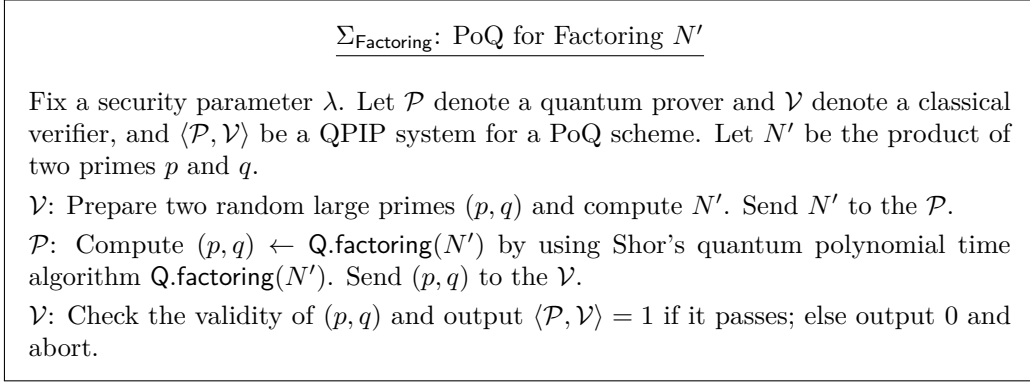 Σ_Factoring: PoQ for Factoring N′
Fix a security parameter λ. Let 𝒫 denote a quantum prover and 𝒱 denote a classical
verifier, and ⟨𝒫, 𝒱⟩ be a QPIP system for a PoQ scheme. Let N′ be the product of
two primes p and q.
𝒱: Prepare two random large primes (p, q) and compute N′. Send N′ to the 𝒫.
𝒫: Compute (p, q) ← Q.factoring(N′) by using Shor's quantum polynomial time
algorithm Q.factoring(N′). Send (p, q) to the 𝒱.
𝒱: Check the validity of (p, q) and output ⟨𝒫, 𝒱⟩ = 1 if it passes; else output 0 and
abort.